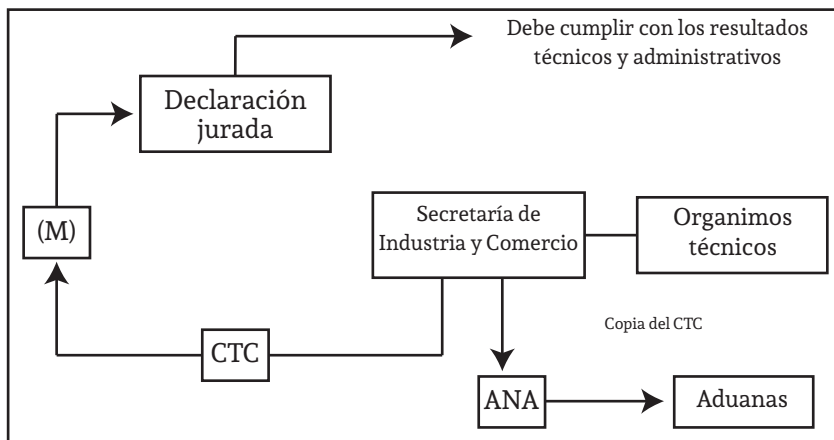 Debe cumplir con los resultados
técnicos y administrativos
Declaración
jurada
(M)
Secretaría de
Industria y Comercio
Organimos
técnicos
Copia del CTC
CTC
ANA
Aduanas